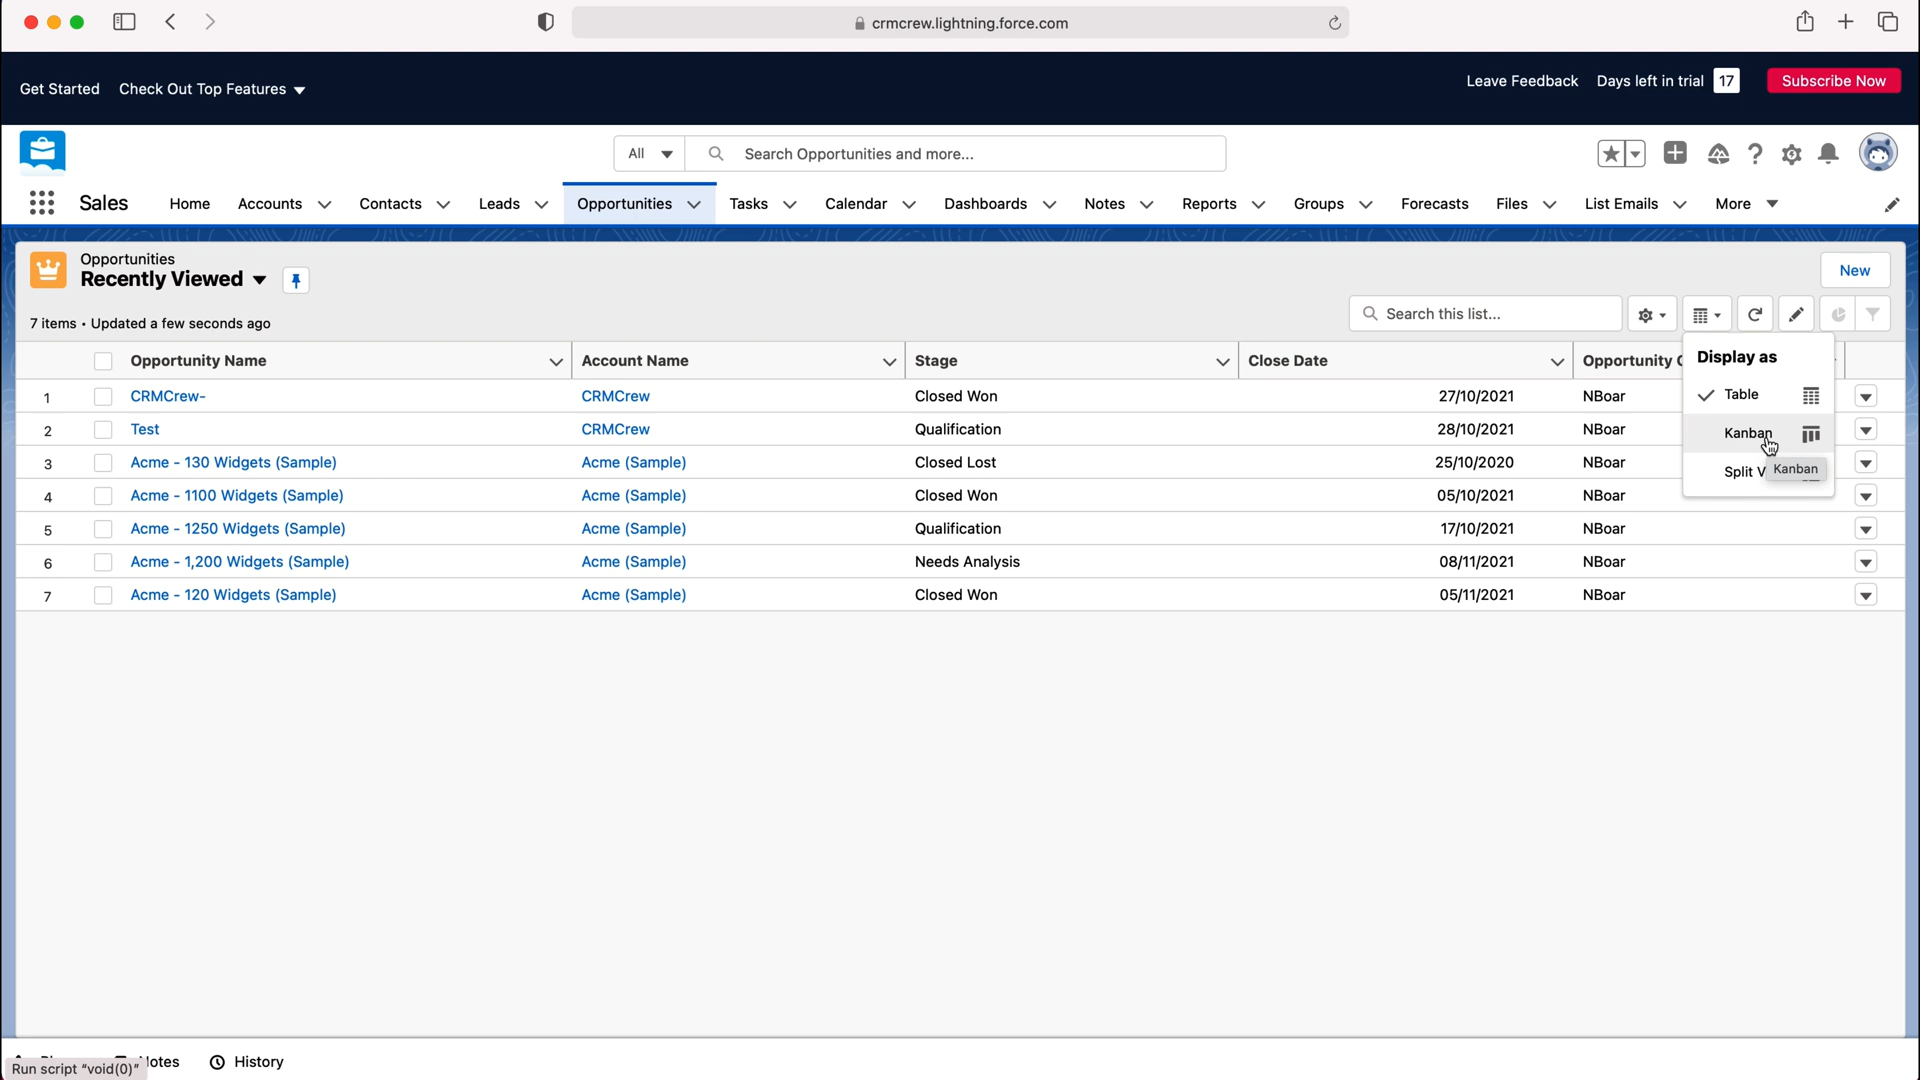 crmcrew.lightning.force.com
Get Started Check Out Top Features
Leave Feedback Days left in trial 17 Subscribe Now
All Search Opportunities and more...
Sales Home Accounts Contacts Leads Opportunities Tasks Calendar Dashboards Notes Reports Groups Forecasts Files List Emails More
Opportunities
Recently Viewed
New
7 items • Updated a few seconds ago
Search this list...
Opportunity Name Account Name Stage Close Date Opportunity
Display as
Table
Kanban
Split V
Kanban
1 CRMCrew- CRMCrew Closed Won 27/10/2021 NBoar
2 Test CRMCrew Qualification 28/10/2021 NBoar
3 Acme - 130 Widgets (Sample) Acme (Sample) Closed Lost 25/10/2020 NBoar
4 Acme - 1100 Widgets (Sample) Acme (Sample) Closed Won 05/10/2021 NBoar
5 Acme - 1250 Widgets (Sample) Acme (Sample) Qualification 17/10/2021 NBoar
6 Acme - 1,200 Widgets (Sample) Acme (Sample) Needs Analysis 08/11/2021 NBoar
7 Acme - 120 Widgets (Sample) Acme (Sample) Closed Won 05/11/2021 NBoar
otes History
Run script "void(0)"